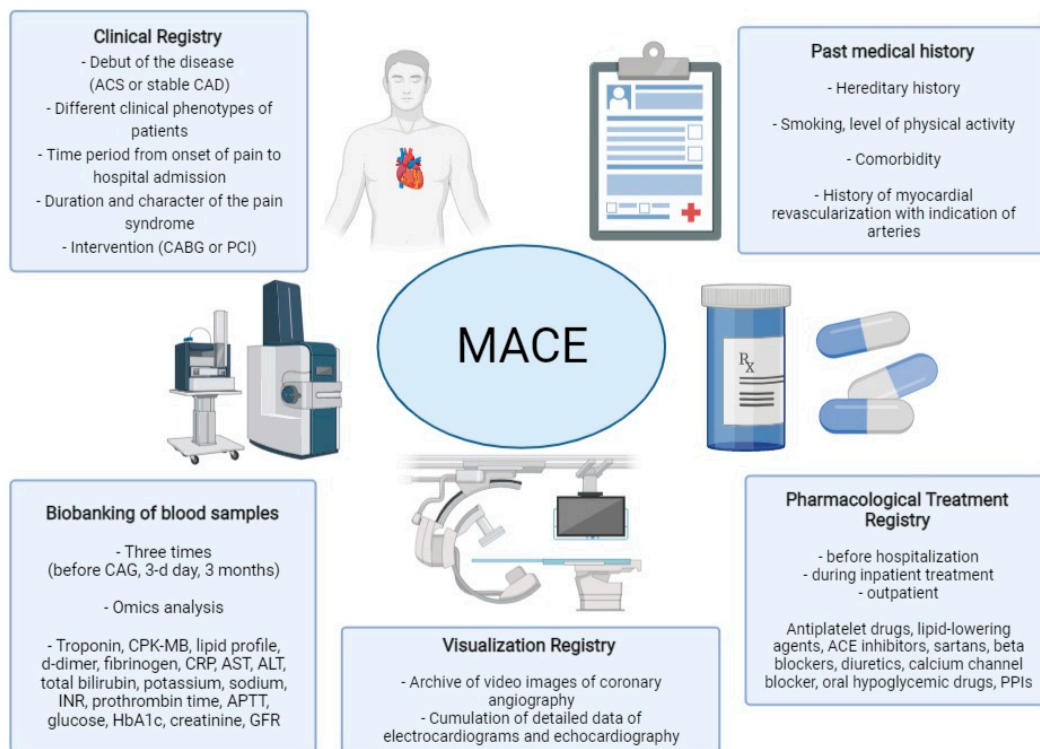 Clinical Registry
- Debut of the disease
(ACS or stable CAD)
- Different clinical phenotypes of
patients
- Time period from onset of pain to
hospital admission
- Duration and character of the pain
syndrome
- Intervention (CABG or PCI)
Past medical history
- Hereditary history
- Smoking, level of physical activity
- Comorbidity
- History of myocardial
revascularization with indication of
arteries
MACE
Rx
Biobanking of blood samples
- Three times
(before CAG, 3-d day, 3 months)
- Omics analysis
- Troponin, CPK-MB, lipid profile,
d-dimer, fibrinogen, CRP, AST, ALT,
total bilirubin, potassium, sodium,
INR, prothrombin time, APTT,
glucose, HbA1c, creatinine, GFR
Visualization Registry
- Archive of video images of coronary
angiography
- Cumulation of detailed data of
electrocardiograms and echocardiography
Pharmacological Treatment
Registry
- before hospitalization
- during inpatient treatment
- outpatient
Antiplatelet drugs, lipid-lowering
agents, ACE inhibitors, sartans, beta
blockers, diuretics, calcium channel
blocker, oral hypoglycemic drugs, PPIs